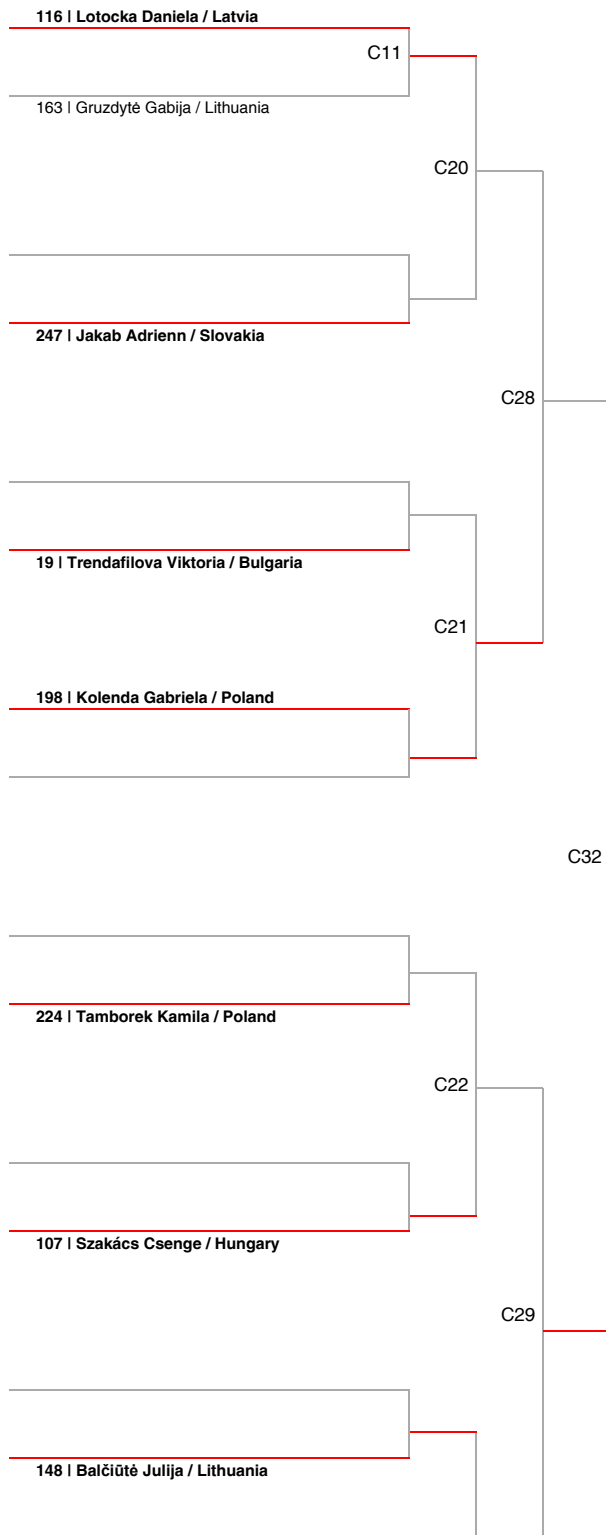 116 | Lotocka Daniela / Latvia
C11
163 | Gruzdytė Gabija / Lithuania
C20
247 | Jakab Adrienn / Slovakia
C28
19 | Trendafilova Viktoria / Bulgaria
C21
198 | Kolenda Gabriela / Poland
C32
224 | Tamborek Kamila / Poland
C22
107 | Szakács Csenge / Hungary
C29
148 | Balčiūtė Julija / Lithuania